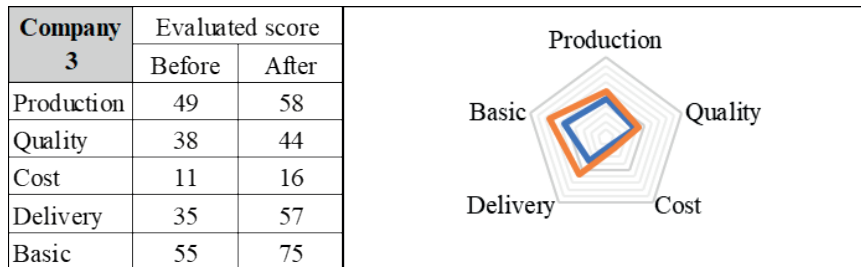 Company 3 Evaluated score
Before After
Production 49 58
Quality 38 44
Cost 11 16
Delivery 35 57
Basic 55 75
Production
Basic Quality
Delivery Cost